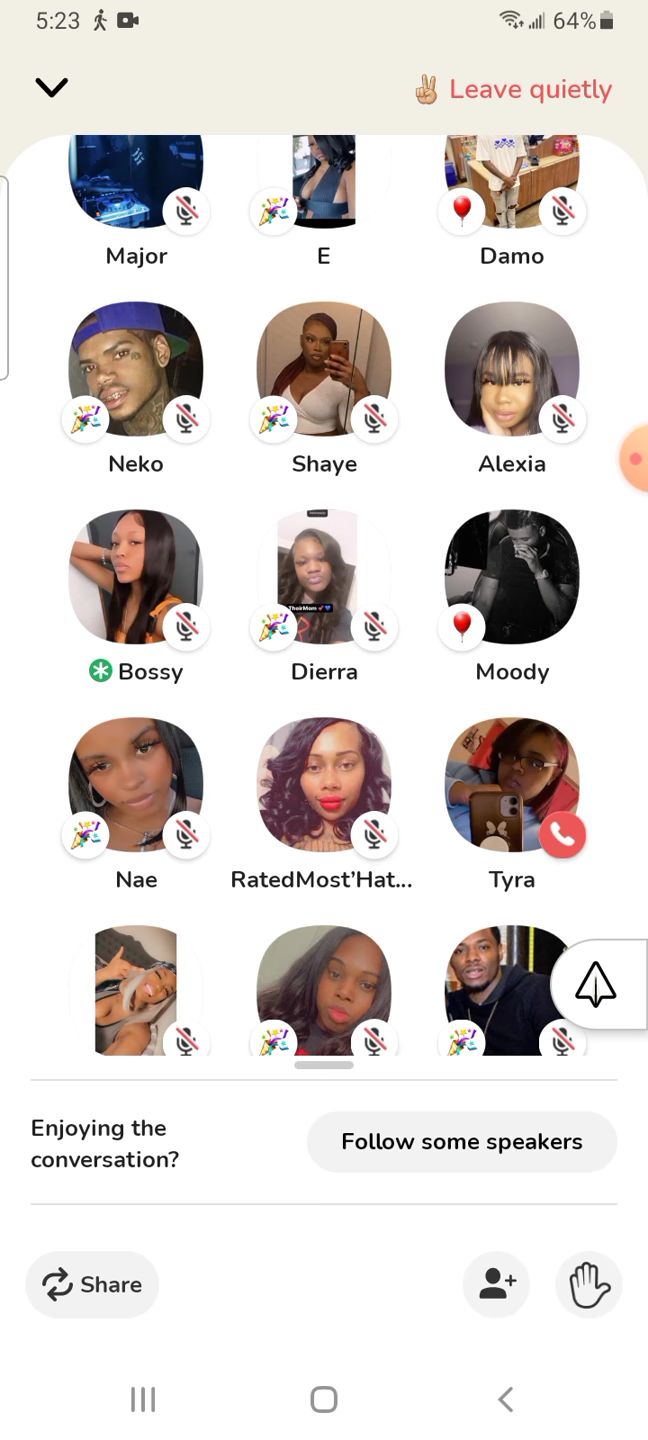 5:23
64%
Leave quietly
Major
E
Damo
Neko
Shaye
Alexia
TheirMom
Bossy
Dierra
Moody
Nae
RatedMost’Hat...
Tyra
Enjoying the
conversation?
Follow some speakers
Share